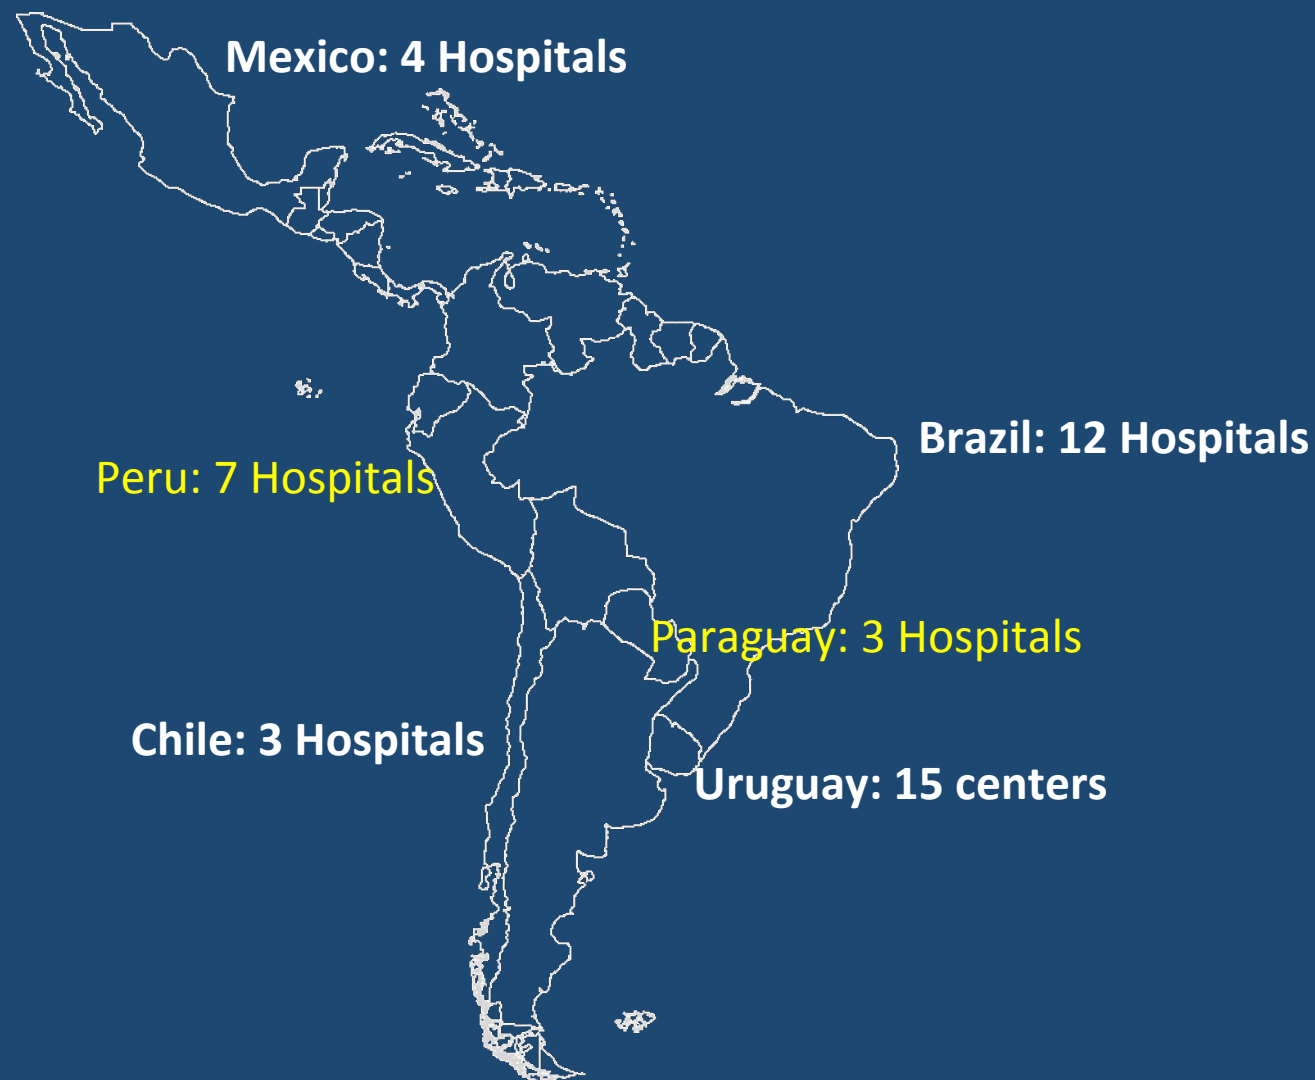 Mexico: 4 Hospitals
Brazil: 12 Hospitals
Peru: 7 Hospitals
Paraguay: 3 Hospitals
Chile: 3 Hospitals
Uruguay: 15 centers